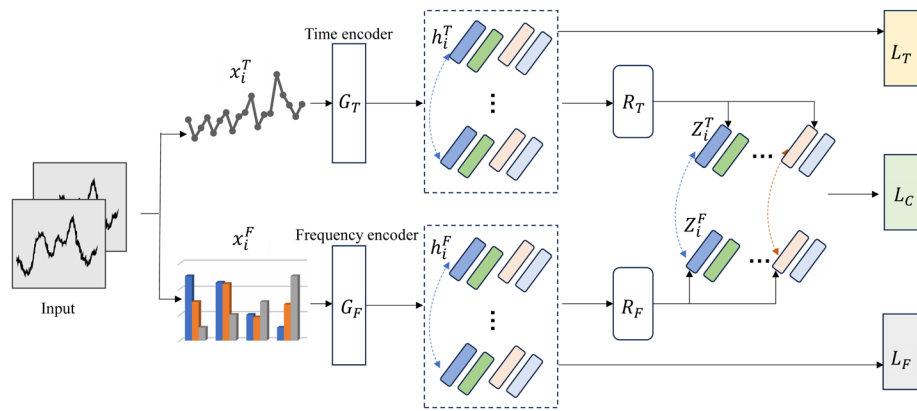 Time encoder
$x_i^T$
$G_T$
$h_i^T$
$R_T$
$L_T$
$Z_i^T$
Input
$L_C$
Frequency encoder
$x_i^F$
$G_F$
$h_i^F$
$Z_i^F$
$R_F$
$L_F$